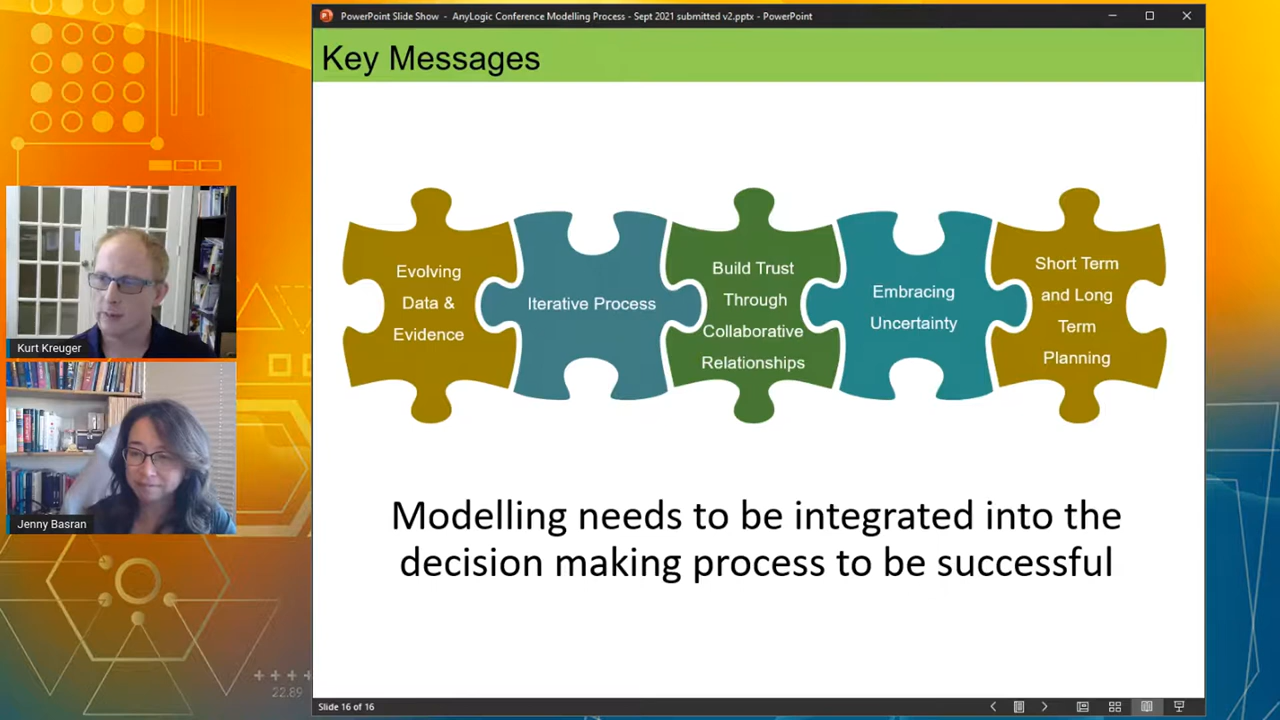 PowerPoint Slide Show - AnyLogic Conference Modelling Process - Sept 2021 submitted v2.pptx - PowerPoint
Key Messages
Evolving
Data &
Evidence
Iterative Process
Build Trust
Through
Collaborative
Relationships
Embracing
Uncertainty
Short Term
and Long
Term
Planning
Modelling needs to be integrated into the
decision making process to be successful
Kurt Kreuger
Jenny Basran
22.89
Slide 16 of 16